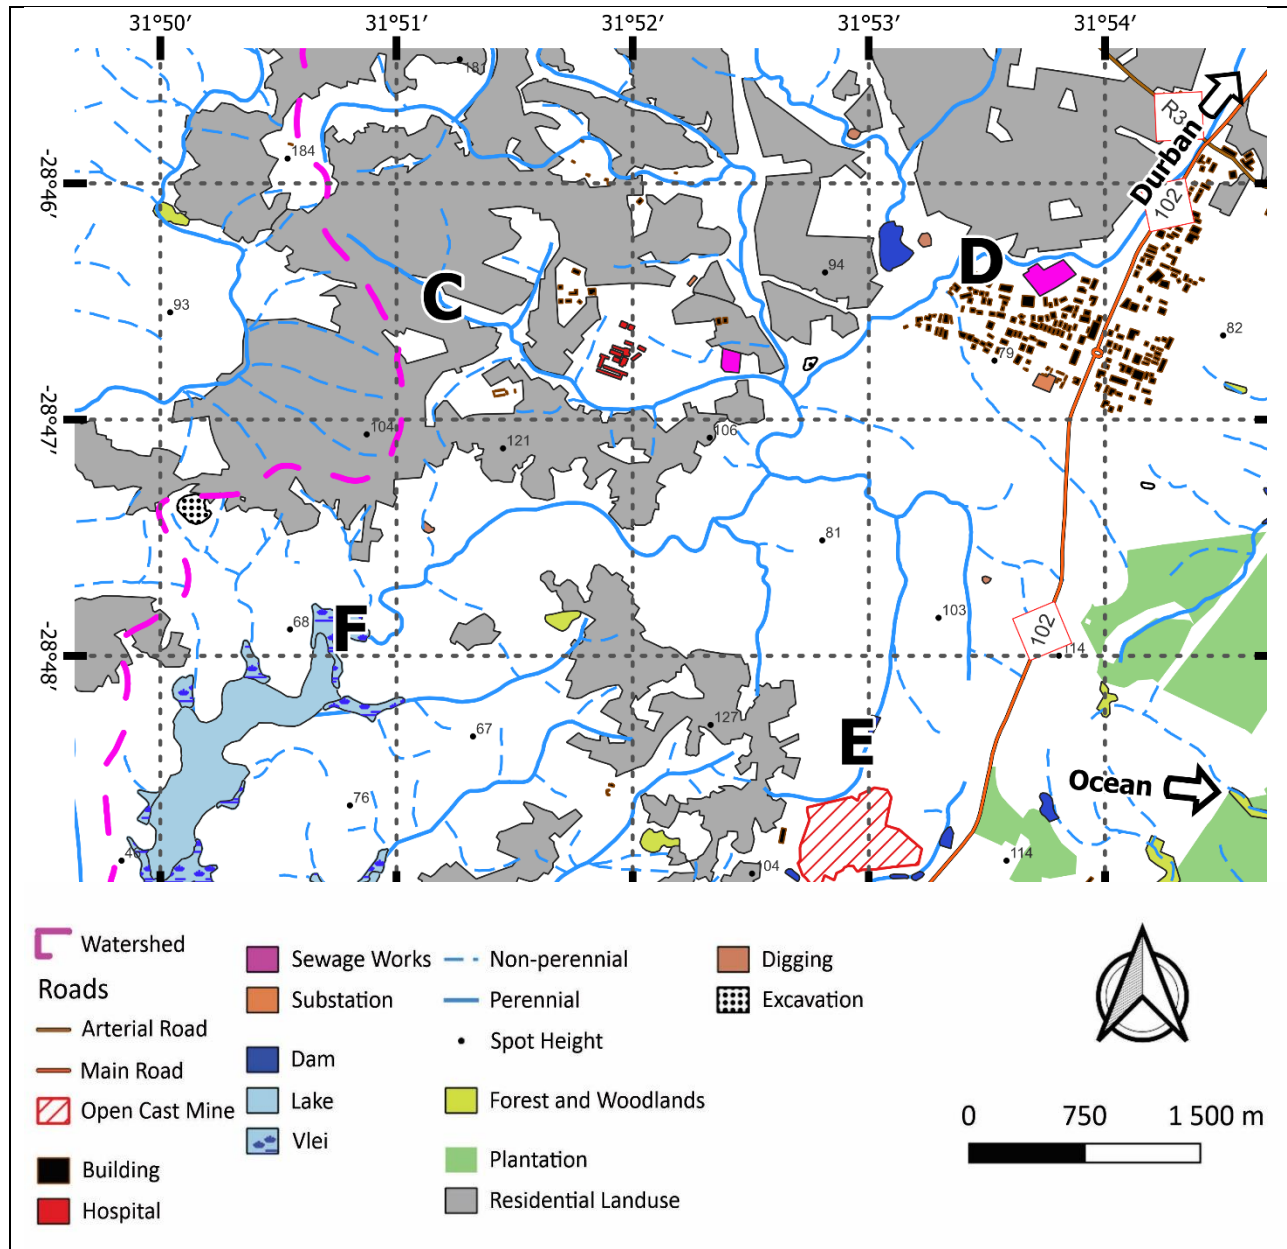 31°50' 31°51' 31°52' 31°53' 31°54'
181
R3
Durban
184
-28°46'
102
C
D
94
93
82
79
-28°47'
104
121
106
81
F
68
103
102
114
-28°48'
127
67
E
Ocean
76
46
114
104
Watershed
Roads
Arterial Road
Main Road
Open Cast Mine
Building
Hospital
Sewage Works
Substation
Dam
Lake
Vlei
Non-perennial
Perennial
Spot Height
Forest and Woodlands
Plantation
Residential Landuse
Digging
Excavation
0 750 1 500 m